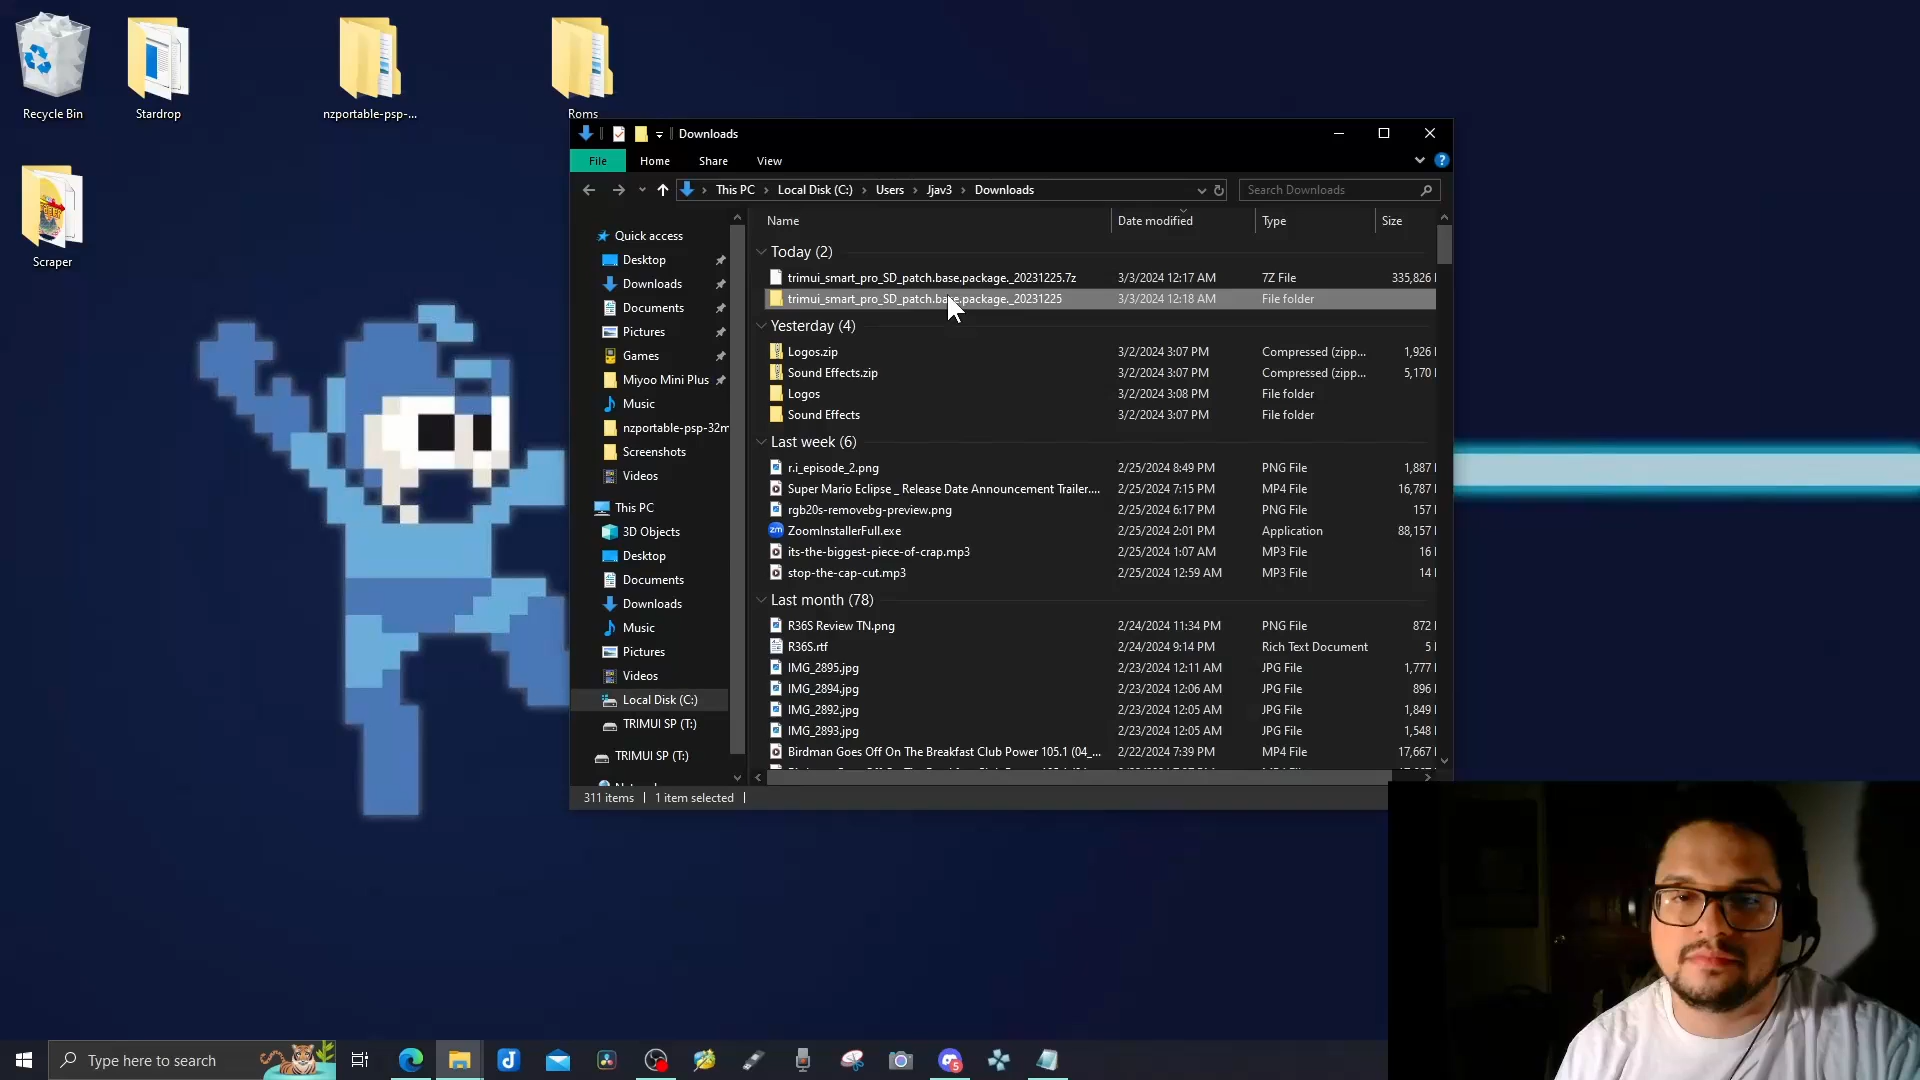 Recycle Bin
Stardrop
nzportable-psp-...
Roms
Scraper
Downloads
File
Home
Share
View
This PC
Local Disk (C:)
Users
Jjav3
Downloads
Search Downloads
Name
Date modified
Type
Size
Quick access
Desktop
Downloads
Documents
Pictures
Games
Miyoo Mini Plus
Music
nzportable-psp-32m
Screenshots
Videos
This PC
3D Objects
Desktop
Documents
Downloads
Music
Pictures
Videos
Local Disk (C:)
TRIMUI SP (T:)
TRIMUI SP (T:)
Today (2)
trimui_smart_pro_SD_patch.base.package._20231225.7z 3/3/2024 12:17 AM 7Z File 335,826
trimui_smart_pro_SD_patch.base.package._20231225 3/3/2024 12:18 AM File folder
Yesterday (4)
Logos.zip 3/2/2024 3:07 PM Compressed (zipp... 1,926
Sound Effects.zip 3/2/2024 3:07 PM Compressed (zipp... 5,170
Logos 3/2/2024 3:08 PM File folder
Sound Effects 3/2/2024 3:07 PM File folder
Last week (6)
r.i_episode_2.png 2/25/2024 8:49 PM PNG File 1,887
Super Mario Eclipse _ Release Date Announcement Trailer.... 2/25/2024 7:15 PM MP4 File 16,787
rgb20s-removebg-preview.png 2/25/2024 6:17 PM PNG File 157
ZoomInstallerFull.exe 2/25/2024 2:01 PM Application 88,157
its-the-biggest-piece-of-crap.mp3 2/25/2024 1:07 AM MP3 File 16
stop-the-cap-cut.mp3 2/25/2024 12:59 AM MP3 File 14
Last month (78)
R36S Review TN.png 2/24/2024 11:34 PM PNG File 872
R36S.rtf 2/24/2024 9:14 PM Rich Text Document 5
IMG_2895.jpg 2/23/2024 12:11 AM JPG File 1,777
IMG_2894.jpg 2/23/2024 12:06 AM JPG File 896
IMG_2892.jpg 2/23/2024 12:05 AM JPG File 1,849
IMG_2893.jpg 2/23/2024 12:05 AM JPG File 1,548
Birdman Goes Off On The Breakfast Club Power 105.1 (04_... 2/22/2024 7:39 PM MP4 File 17,667
311 items
1 item selected
Type here to search
zm
5